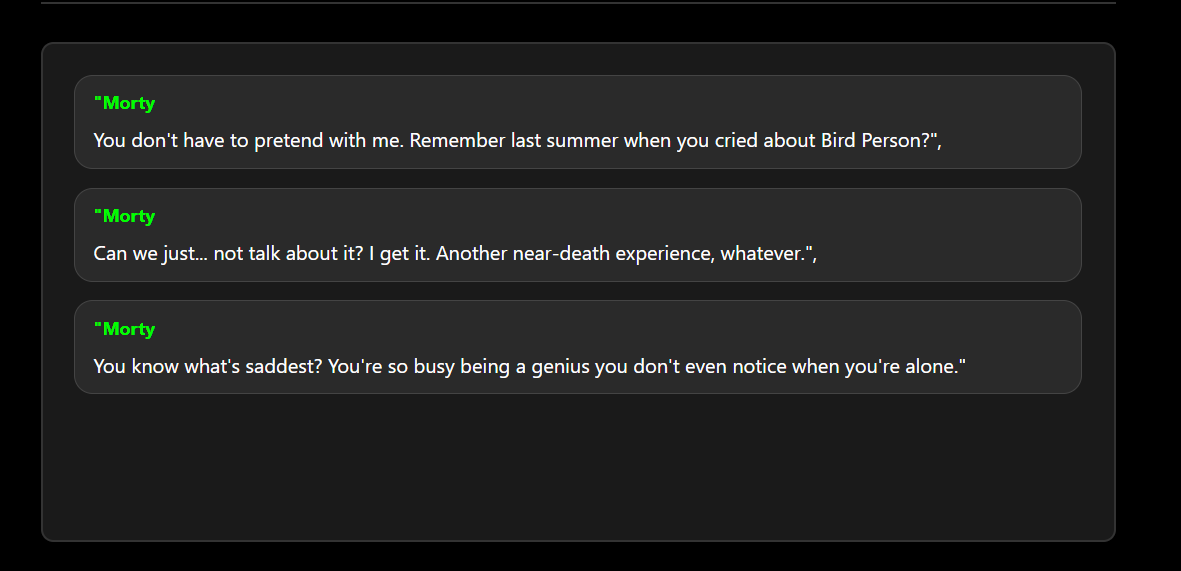 "Morty
You don't have to pretend with me. Remember last summer when you cried about Bird Person?",
"Morty
Can we just... not talk about it? I get it. Another near-death experience, whatever.",
"Morty
You know what's saddest? You're so busy being a genius you don't even notice when you're alone."